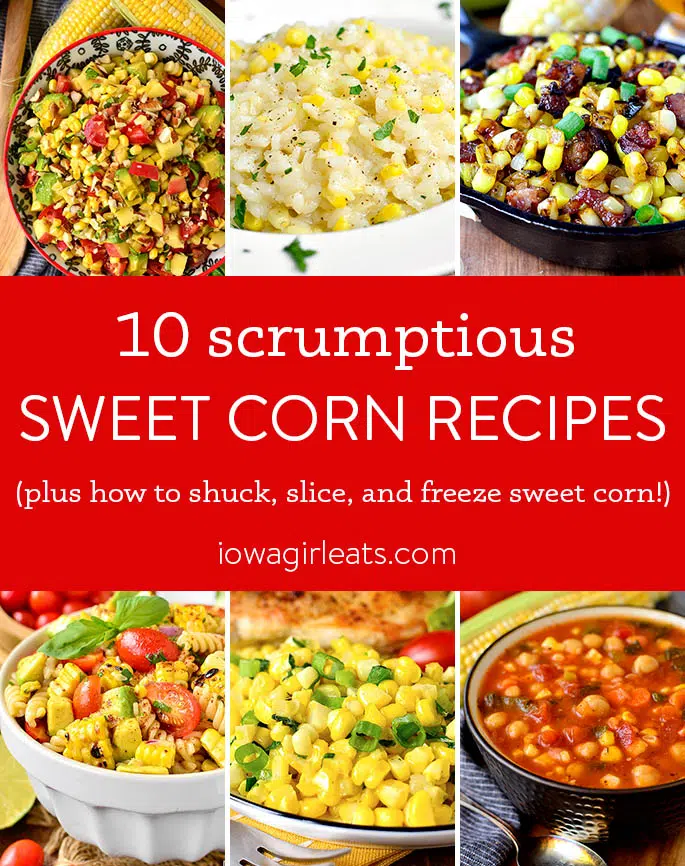 10 scrumptious
SWEET CORN RECIPES
(plus how to shuck, slice, and freeze sweet corn!)
iowagirleats.com